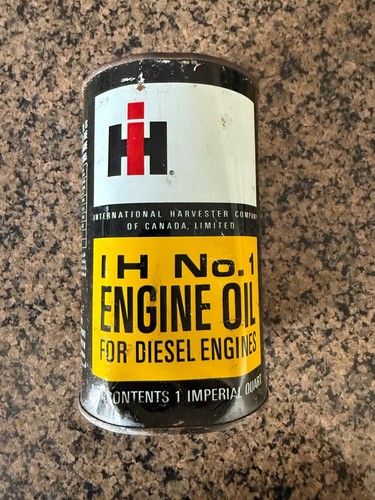 IH
®
INTERNATIONAL HARVESTER COMPANY
OF CANADA, LIMITED
IH No. 1
ENGINE OIL
FOR DIESEL ENGINES
CONTENTS 1 IMPERIAL QUART